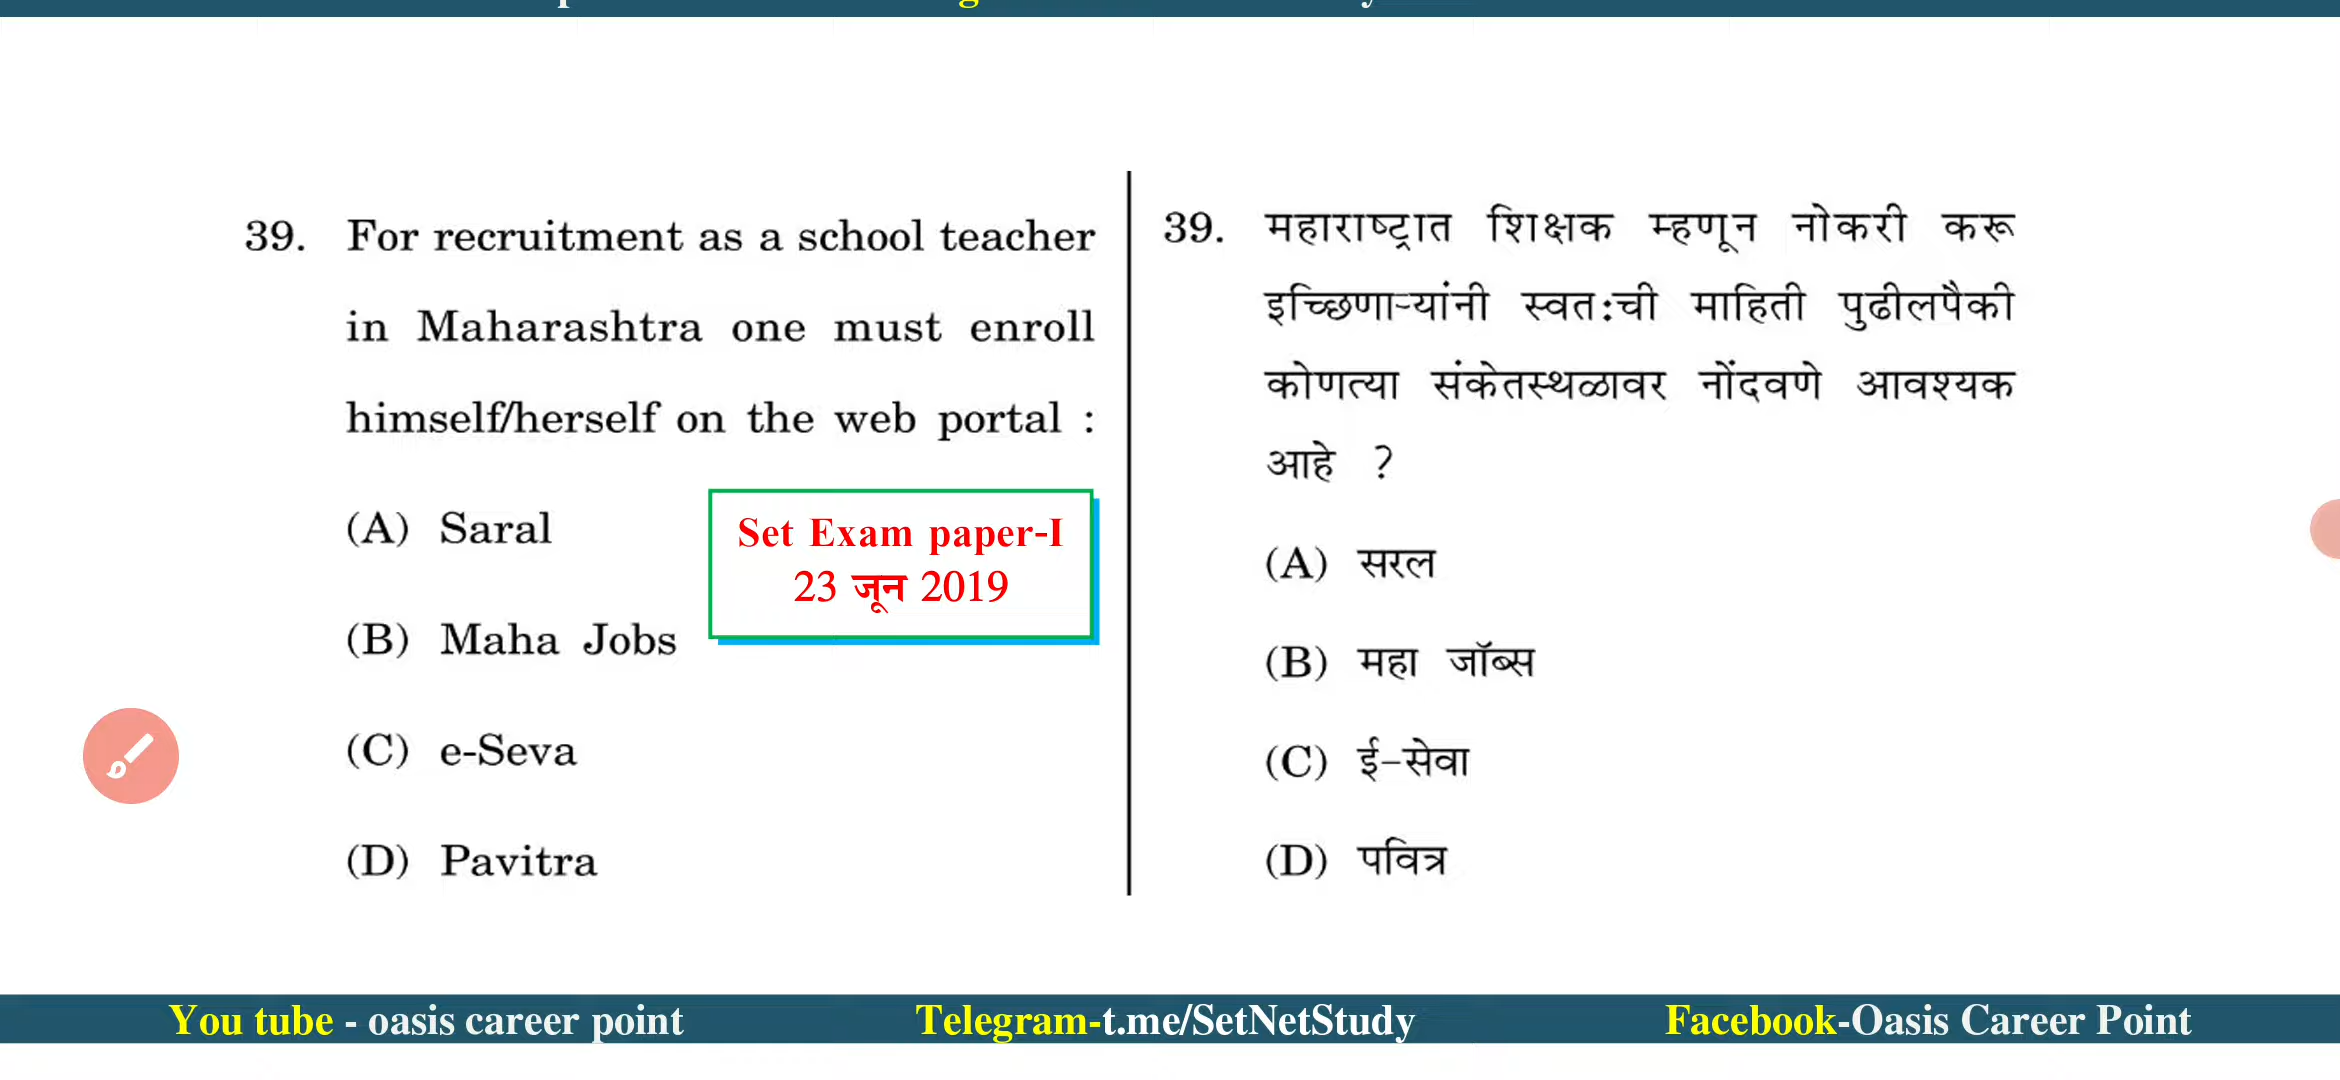 39. For recruitment as a school teacher
in Maharashtra one must enroll
himself/herself on the web portal :
(A) Saral
(B) Maha Jobs
(C) e-Seva
(D) Pavitra
Set Exam paper-I
23 जून 2019
39. महाराष्ट्रात शिक्षक म्हणून नोकरी करू
इच्छिणाऱ्यांनी स्वत:ची माहिती पुढीलपैकी
कोणत्या संकेतस्थळावर नोंदवणे आवश्यक
आहे ?
(A) सरल
(B) महा जॉब्स
(C) ई-सेवा
(D) पवित्र
You tube - oasis career point
Telegram-t.me/SetNetStudy
Facebook-Oasis Career Point